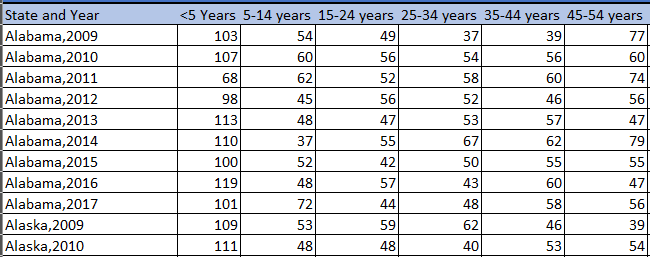 State and Year <5 Years 5-14 years 15-24 years 25-34 years 35-44 years 45-54 years
Alabama,2009 103 54 49 37 39 77
Alabama,2010 107 60 56 54 56 60
Alabama,2011 68 62 52 58 60 74
Alabama,2012 98 45 56 52 46 56
Alabama,2013 113 48 47 53 57 47
Alabama,2014 110 37 55 67 62 79
Alabama,2015 100 52 42 50 55 55
Alabama,2016 119 48 57 43 60 47
Alabama,2017 101 72 44 48 58 56
Alaska,2009 109 53 59 62 46 39
Alaska,2010 111 48 48 40 53 54